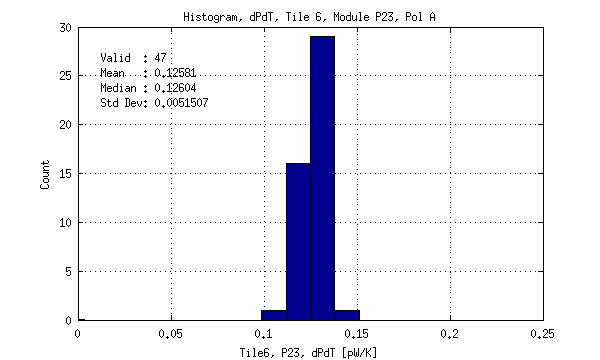 Histogram, dPdT, Tile 6, Module P23, Pol A
30
25
20
15
10
5
0
Count
Valid : 47
Mean : 0.12581
Median : 0.12604
Std Dev: 0.0051507
0 0.05 0.1 0.15 0.2 0.25
Tile6, P23, dPdT [pW/K]